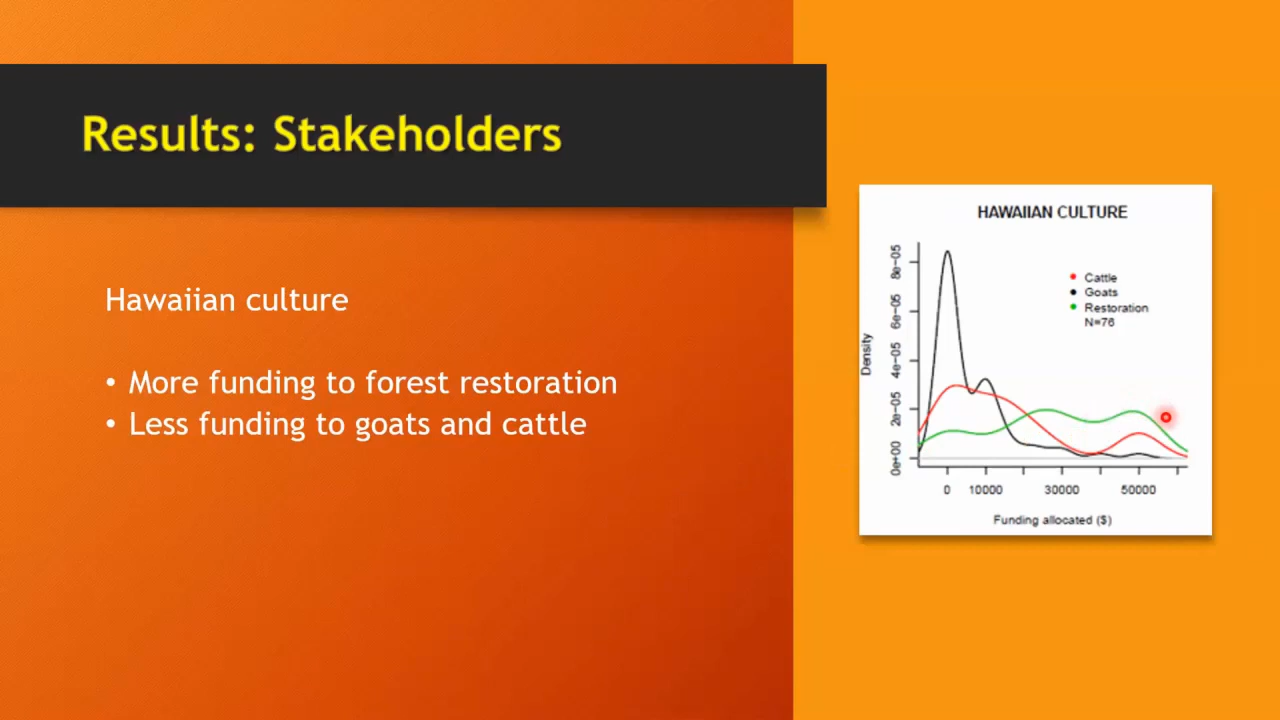 Results: Stakeholders
Hawaiian culture
• More funding to forest restoration
• Less funding to goats and cattle
HAWAIIAN CULTURE
Cattle
Goats
Restoration
N=76
Density
0e+00 2e-05 4e-05 6e-05 8e-05
0 10000 30000 50000
Funding allocated ($)